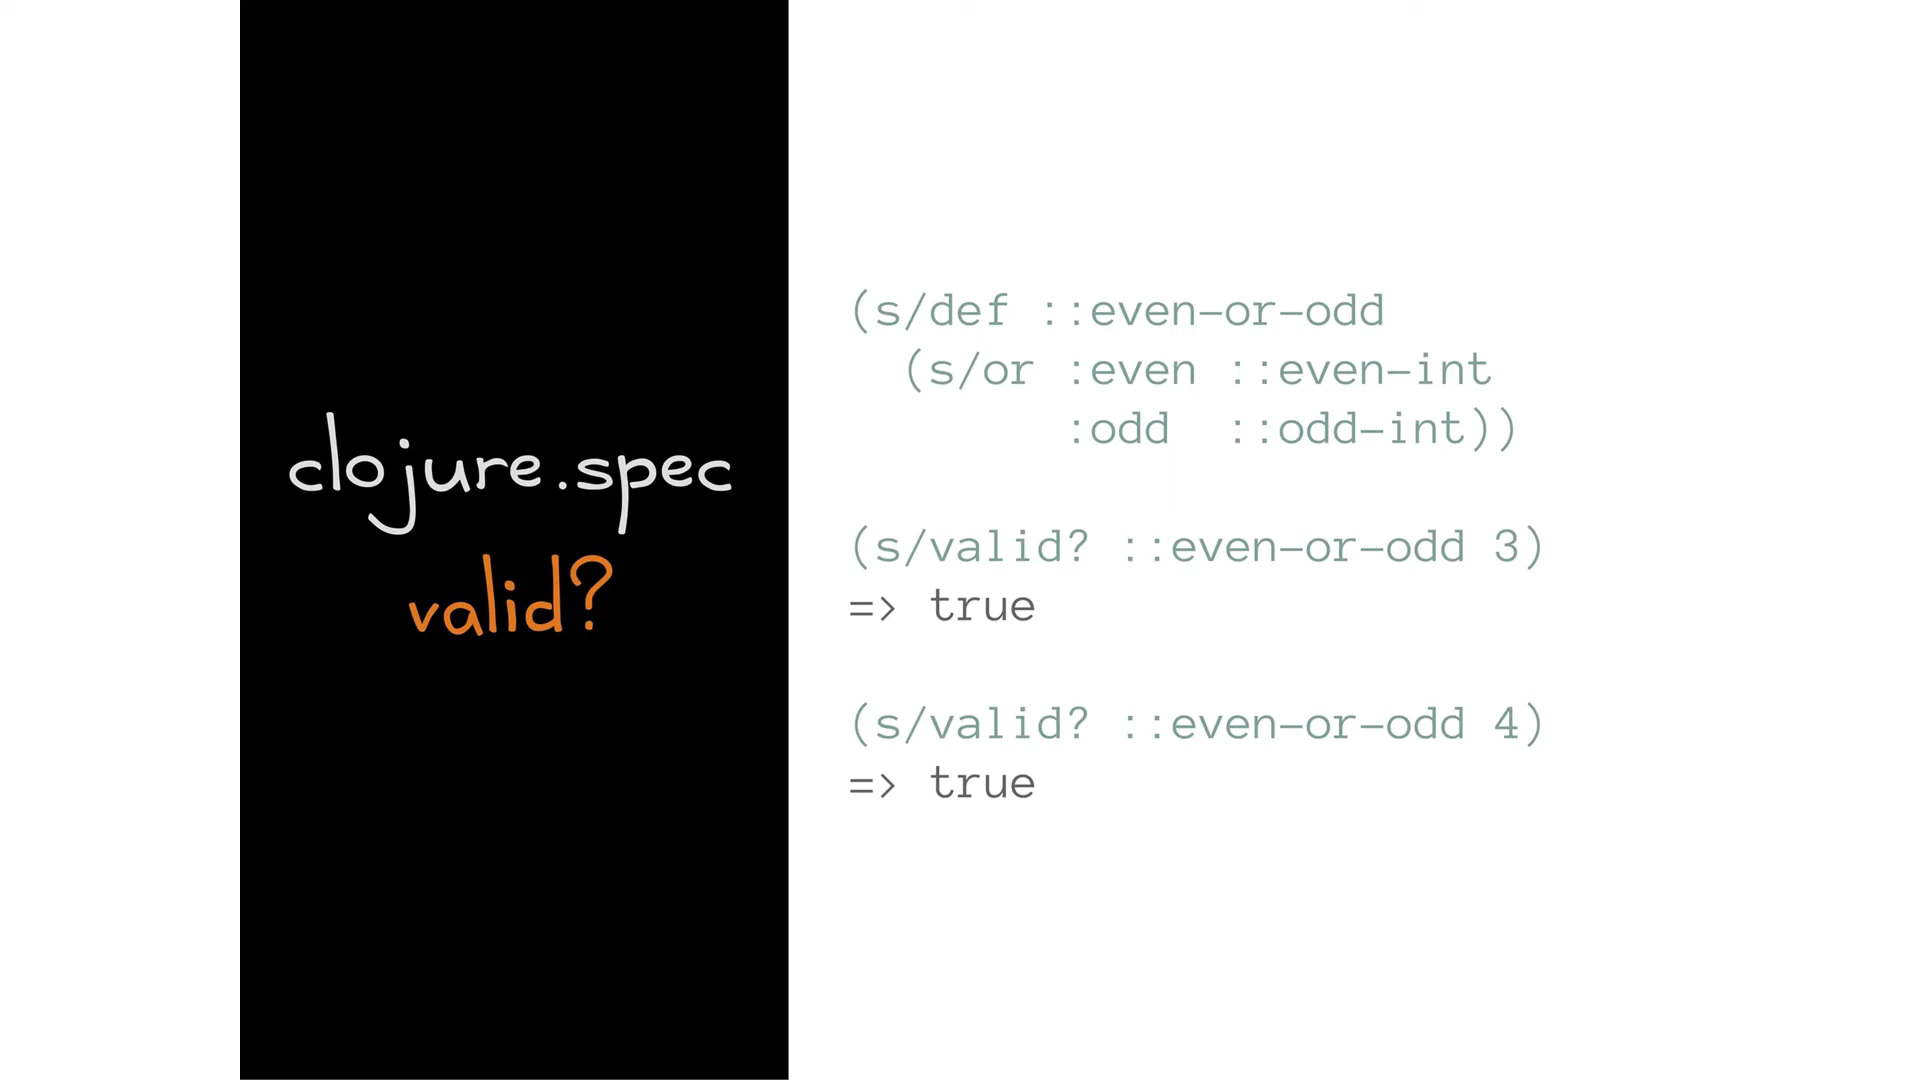 clojure.spec
valid?
(s/def ::even-or-odd
  (s/or :even ::even-int
        :odd  ::odd-int))
(s/valid? ::even-or-odd 3)
=> true
(s/valid? ::even-or-odd 4)
=> true